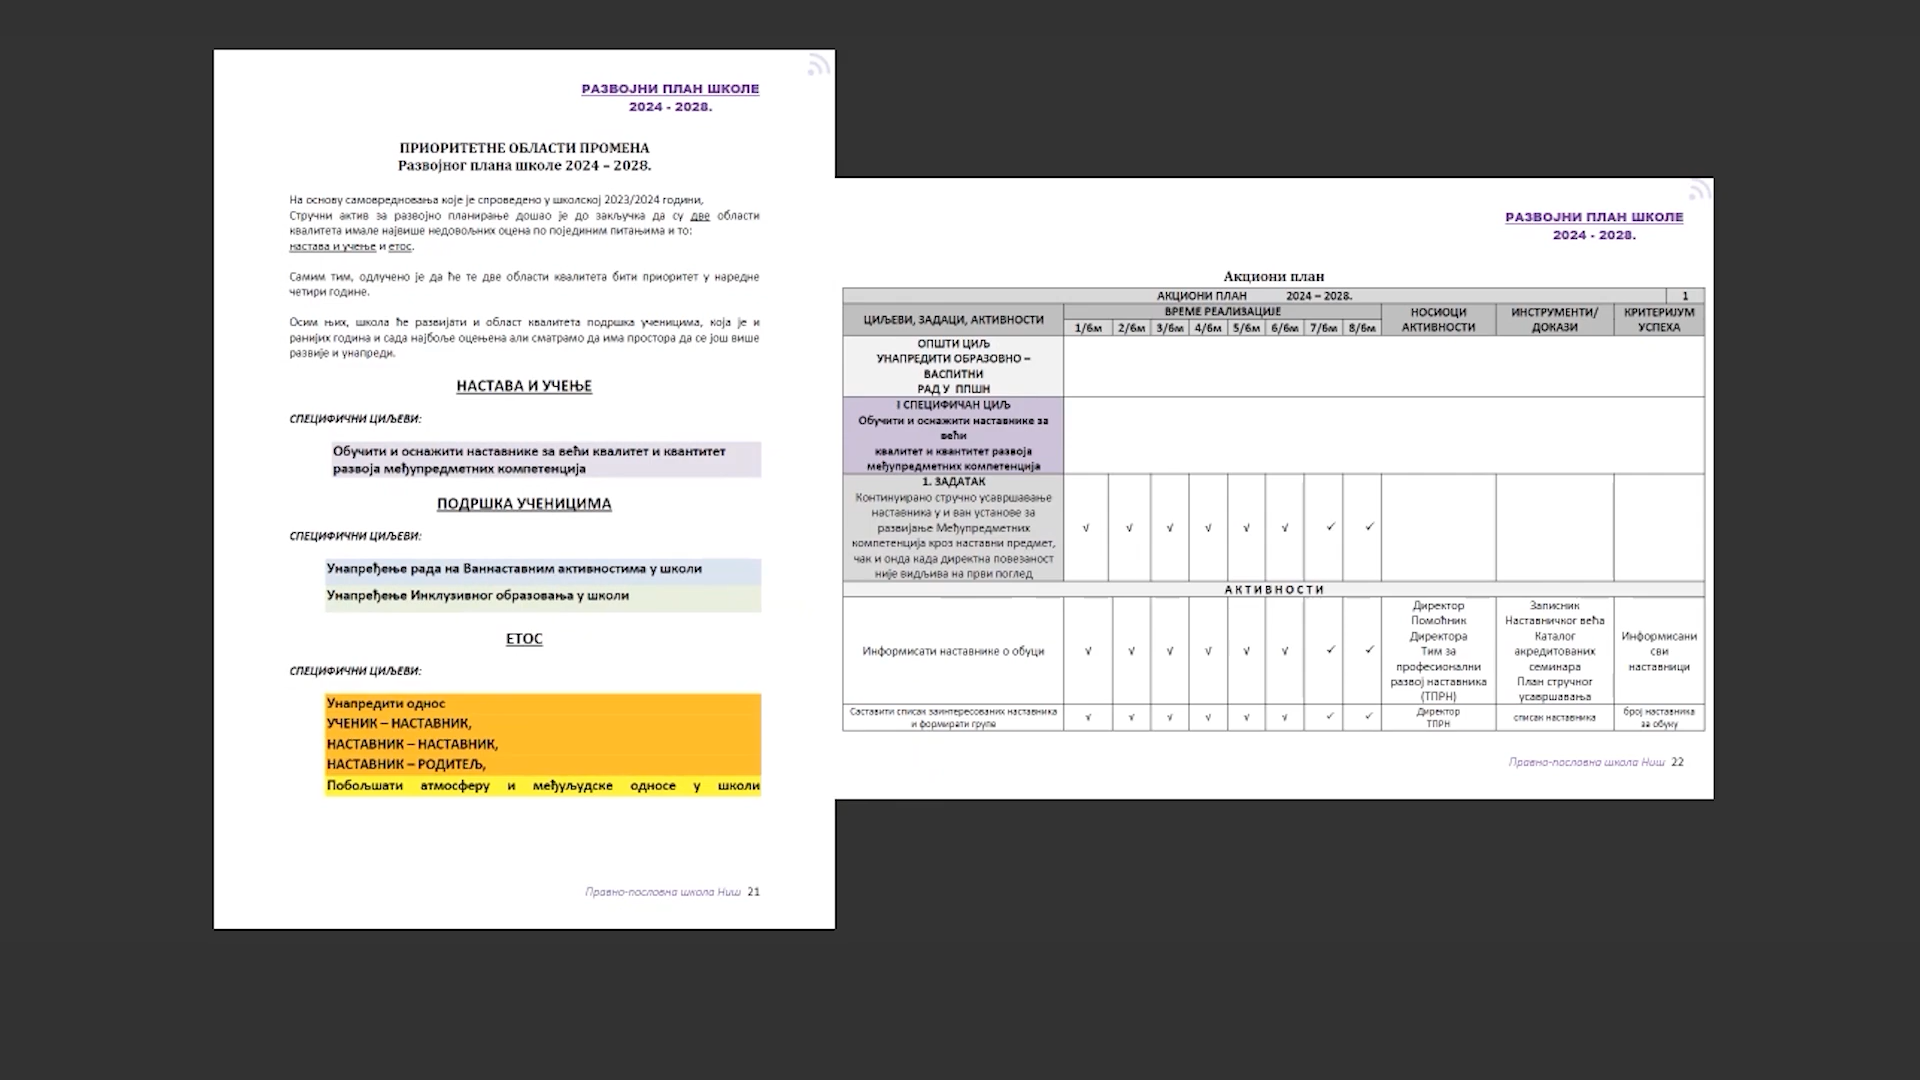 РАЗВОЈНИ ПЛАН ШКОЛЕ
2024 - 2028.
ПРИОРИТЕТНЕ ОБЛАСТИ ПРОМЕНА
Развојног плана школе 2024 – 2028.
На основу самовредновања које је спроведено у школској 2023/2024 години,
Стручни актив за развојно планирање дошао је до закључка да су две области
квалитета имале највише недовољних оцена по појединим питањима и то:
настава и учење и етос.
Самим тим, одлучено је да ће те две области квалитета бити приоритет у наредне
четири године.
Осим њих, школа ће развијати и област квалитета подршка ученицима, која је и
ранијих година и сада најбоље оцењена али сматрамо да има простора да се још више
развије и унапреди.
НАСТАВА И УЧЕЊЕ
СПЕЦИФИЧНИ ЦИЉЕВИ:
Обучити и оснажити наставнике за већи квалитет и квантитет
развоја међупредметних компетенција
ПОДРШКА УЧЕНИЦИМА
СПЕЦИФИЧНИ ЦИЉЕВИ:
Унапређење рада на Ваннаставним активностима у школи
Унапређење Инклузивног образовања у школи
ЕТОС
СПЕЦИФИЧНИ ЦИЉЕВИ:
Унапредити однос
УЧЕНИК – НАСТАВНИК,
НАСТАВНИК – НАСТАВНИК,
НАСТАВНИК – РОДИТЕЉ,
Побољшати атмосферу и међуљудске односе у школи
Правно-пословна школа Ниш 21
РАЗВОЈНИ ПЛАН ШКОЛЕ
2024 - 2028.
Акциони план
АКЦИОНИ ПЛАН 2024 – 2028. 1
ЦИЉЕВИ, ЗАДАЦИ, АКТИВНОСТИ
ВРЕМЕ РЕАЛИЗАЦИЈЕ
1/6м 2/6м 3/6м 4/6м 5/6м 6/6м 7/6м 8/6м
НОСИОЦИ
АКТИВНОСТИ
ИНСТРУМЕНТИ/
ДОКАЗИ
КРИТЕРИЈУМ
УСПЕХА
ОПШТИ ЦИЉ
УНАПРЕДИТИ ОБРАЗОВНО –
ВАСПИТНИ
РАД У ППШН
I СПЕЦИФИЧАН ЦИЉ
Обучити и оснажити наставнике за
већи
квалитет и квантитет развоја
међупредметних компетенција
1. ЗАДАТАК
Континуирано стручно усавршавање
наставника у и ван установе за
развијање Међупредметних
компетенција кроз наставни предмет,
чак и онда када директна повезаност
није видљива на први поглед
√ √ √ √ √ √ ✓ ✓
А К Т И В Н О С Т И
Информисати наставнике о обуци
√ √ √ √ √ √ ✓ ✓
Директор
Помоћник
Директора
Тим за
професионални
развој наставника
(ТПРН)
Записник
Наставничког већа
Каталог
акредитованих
семинара
План стручног
усавршавања
Информисани
сви
наставници
Саставити списак заинтересованих наставника
и формирати групе
√ √ √ √ √ √ ✓ ✓
Директор
ТПРН
списак наставника
број наставника
за обуку
Правно-пословна школа Ниш 22